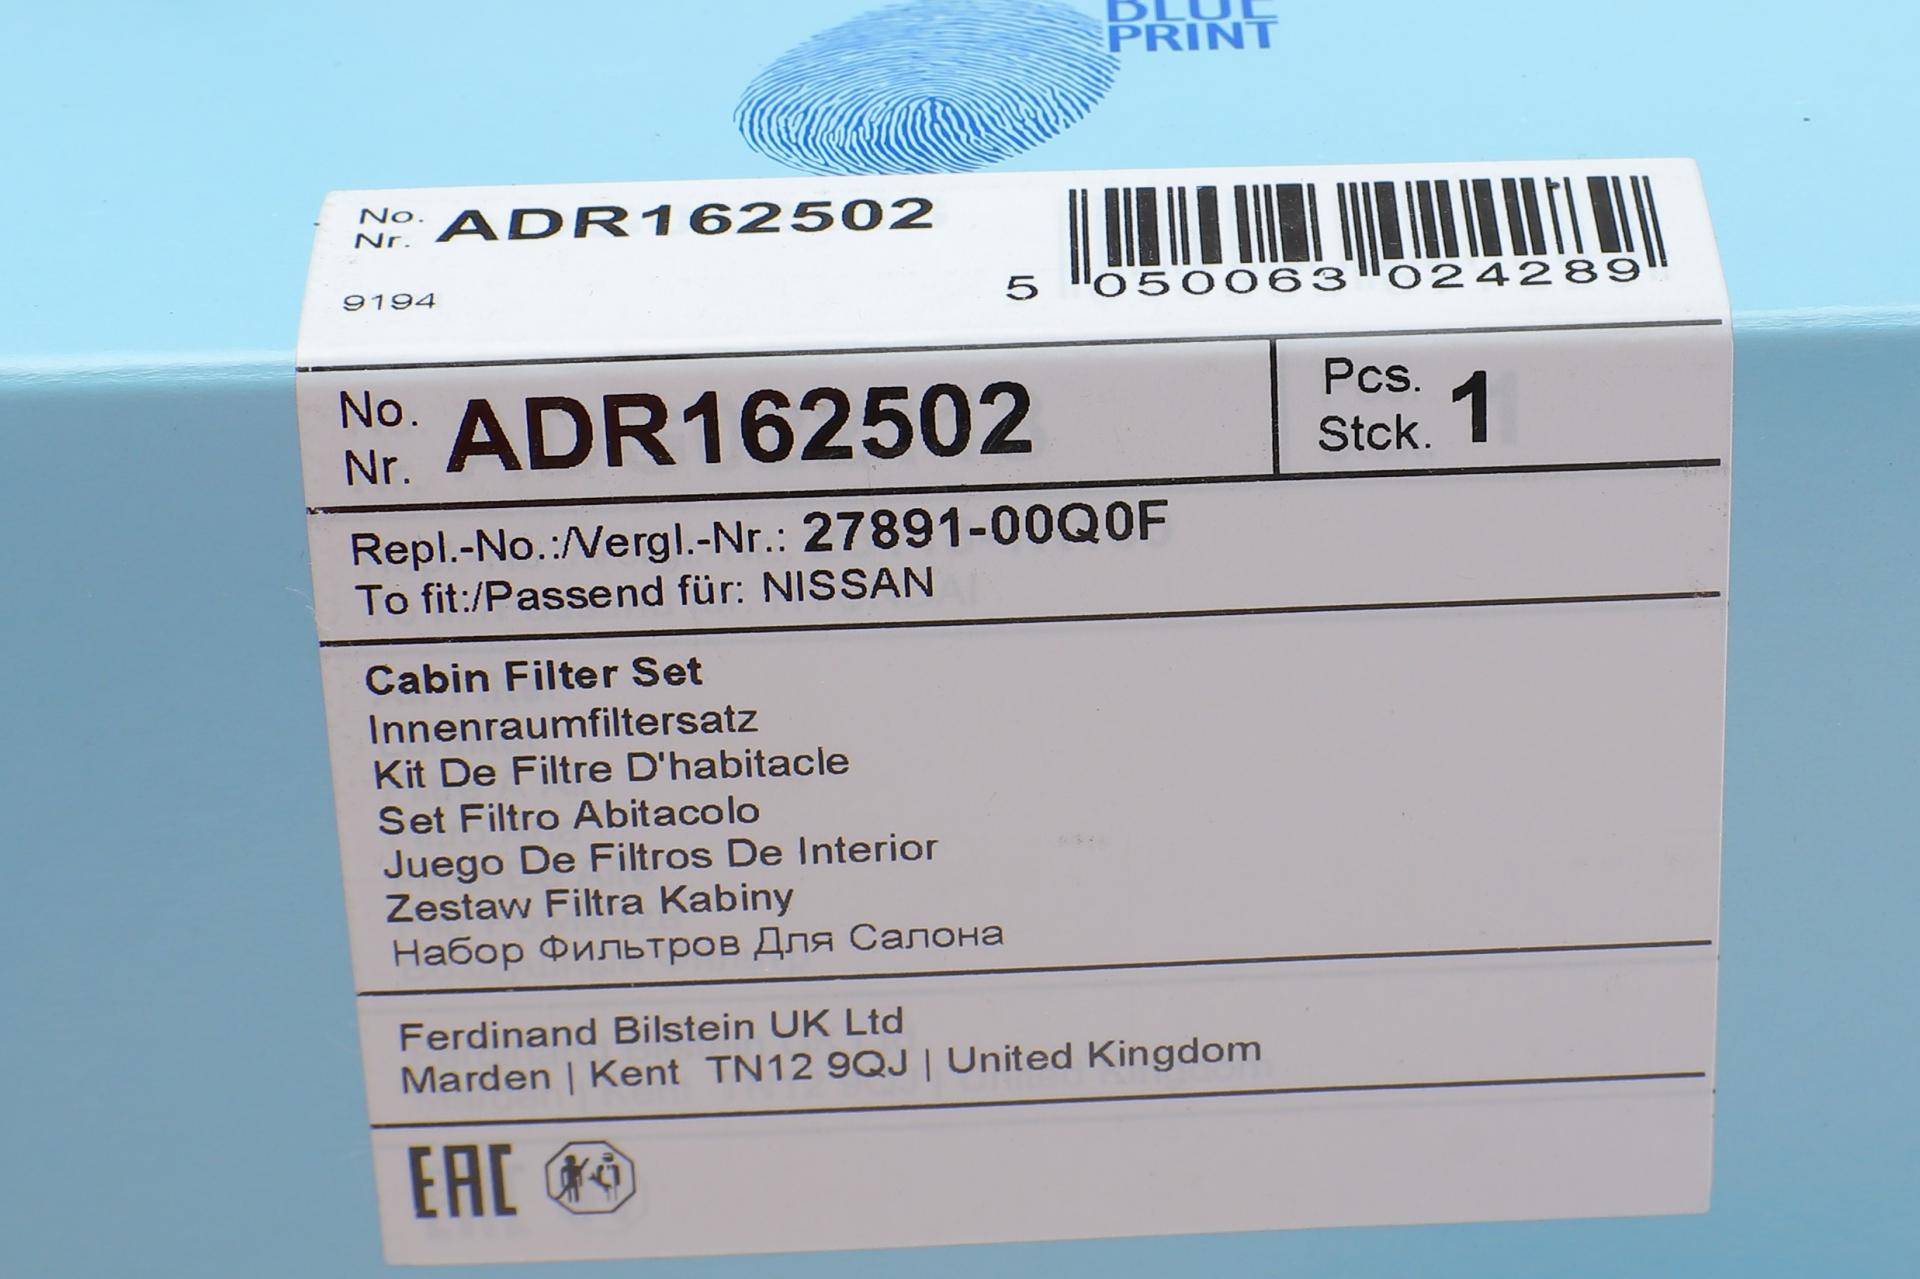 BLUE
PRINT
No.
Nr. ADR162502
9194
5 050063 024289
No.
Nr. ADR162502
Pcs.
Stck. 1
Repl.-No.:/Vergl.-Nr.: 27891-00Q0F
To fit:/Passend für: NISSAN
Cabin Filter Set
Innenraumfiltersatz
Kit De Filtre D'habitacle
Set Filtro Abitacolo
Juego De Filtros De Interior
Zestaw Filtra Kabiny
Набор Фильтров Для Салона
Ferdinand Bilstein UK Ltd
Marden | Kent TN12 9QJ | United Kingdom
EAC